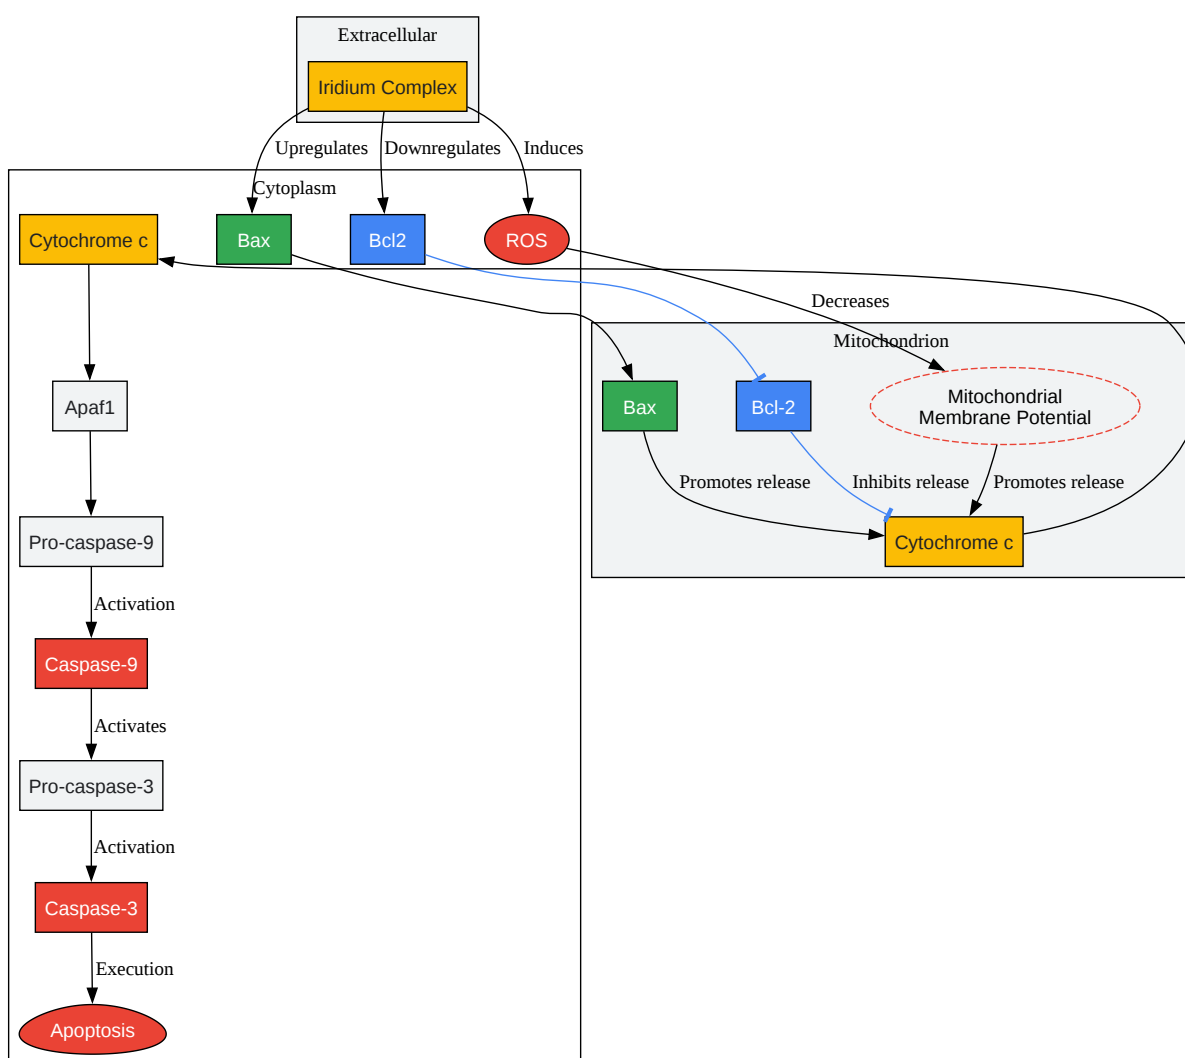 Extracellular
Iridium Complex
Upregulates
Downregulates
Induces
Cytoplasm
Cytochrome c
Bax
Bcl2
ROS
Decreases
Mitochondrion
Apaf1
Bax
Bcl-2
Mitochondrial
Membrane Potential
Promotes release
Inhibits release
Promotes release
Pro-caspase-9
Cytochrome c
Activation
Caspase-9
Activates
Pro-caspase-3
Activation
Caspase-3
Execution
Apoptosis